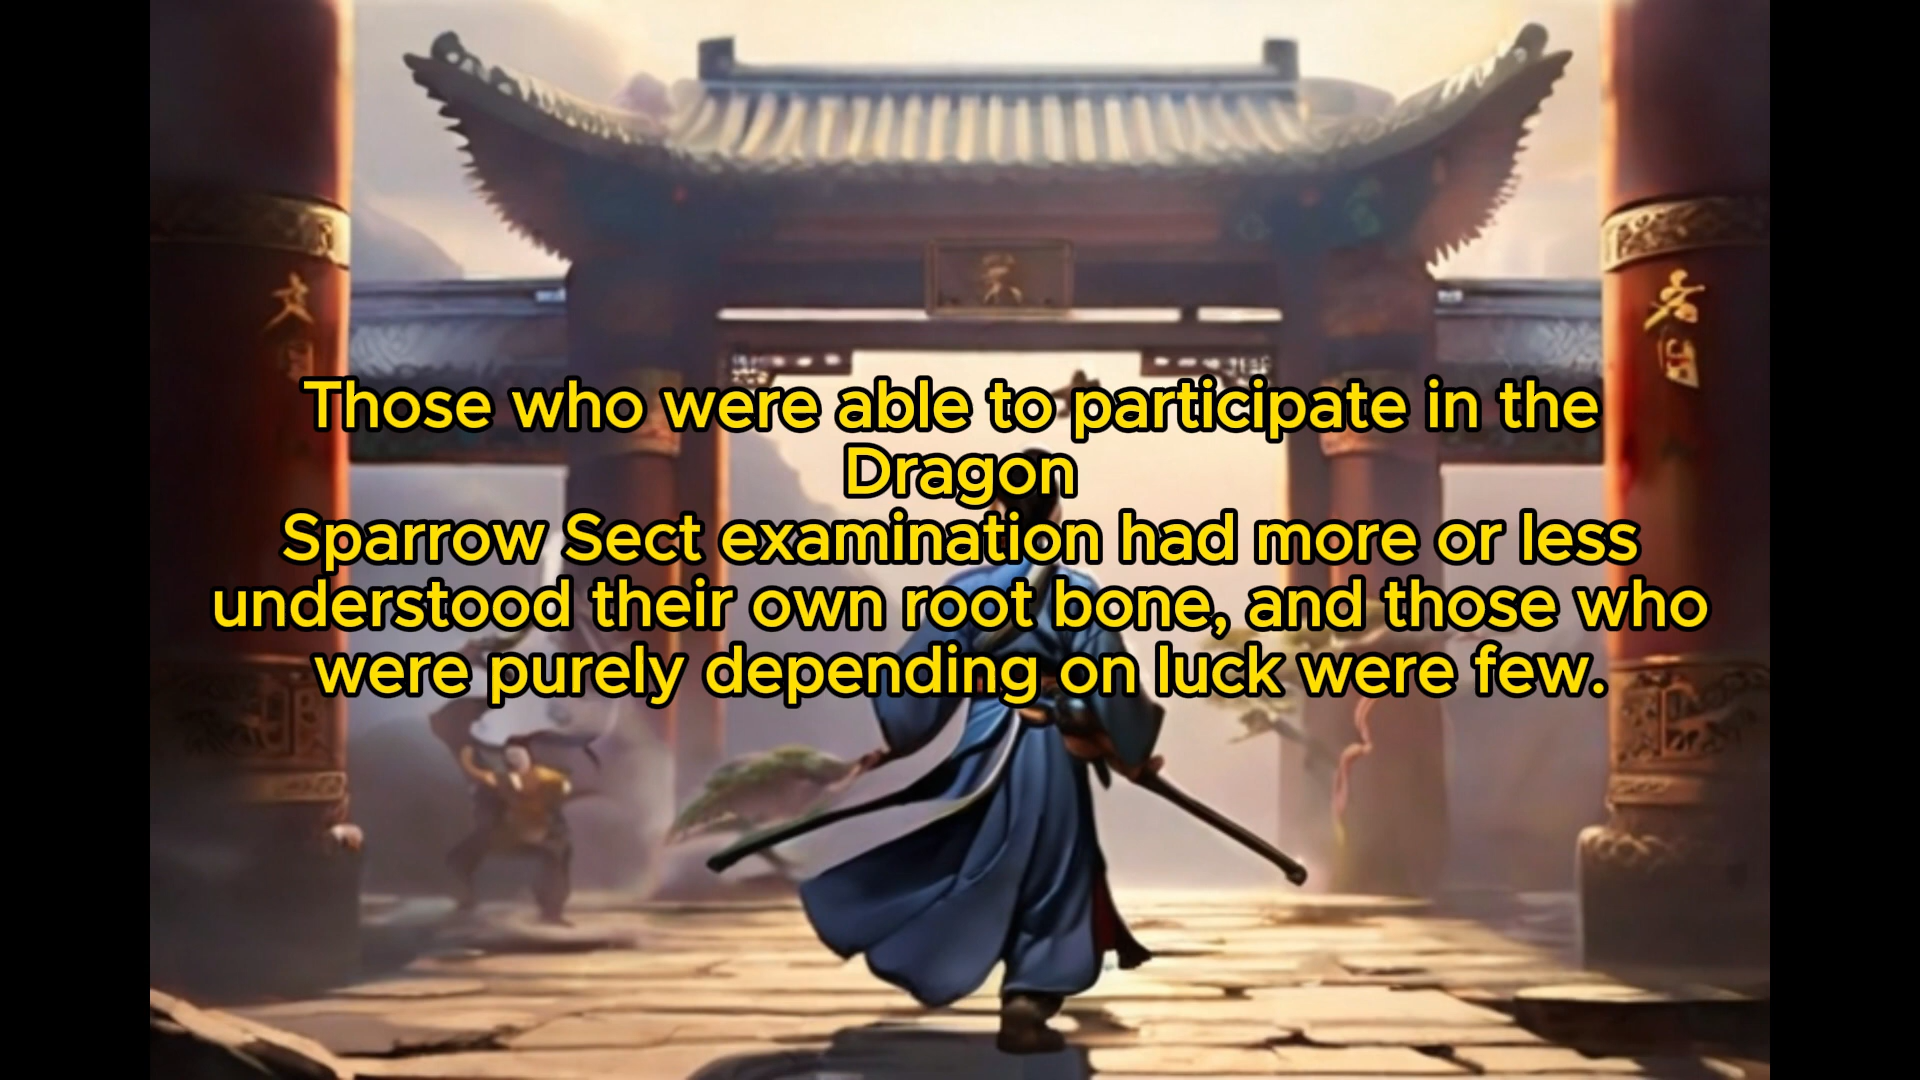 Those who were able to participate in the
Dragon
Sparrow Sect examination had more or less
understood their own root bone, and those who
were purely depending on luck were few.